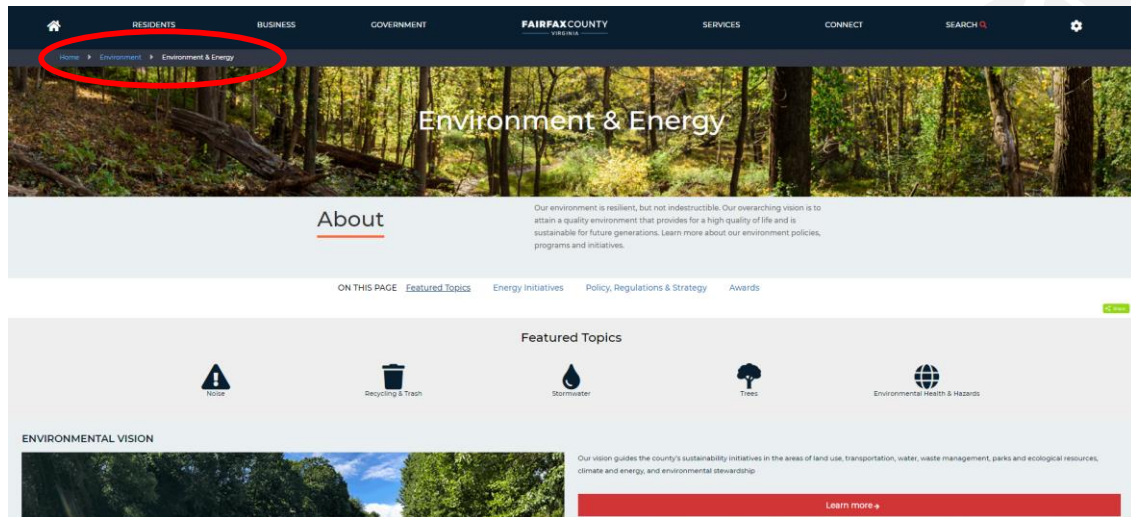 RESIDENTS BUSINESS GOVERNMENT FAIRFAXCOUNTY SERVICES CONNECT SEARCH
VIRGINIA
Home Environment Environment & Energy
Environment & Energy
About
Our environment is resilient, but not indestructible. Our overarching vision is to
attain a quality environment that provides for a high quality of life and is
sustainable for future generations. Learn more about our environment policies,
programs and initiatives.
ON THIS PAGE Featured Topics Energy Initiatives Policy, Regulations & Strategy Awards
Share
Featured Topics
Noise Recycling & Trash Stormwater Trees Environmental Health & Hazards
ENVIRONMENTAL VISION
Our vision guides the county's sustainability initiatives in the areas of land use, transportation, water, waste management, parks and ecological resources,
climate and energy, and environmental stewardship
Learn more